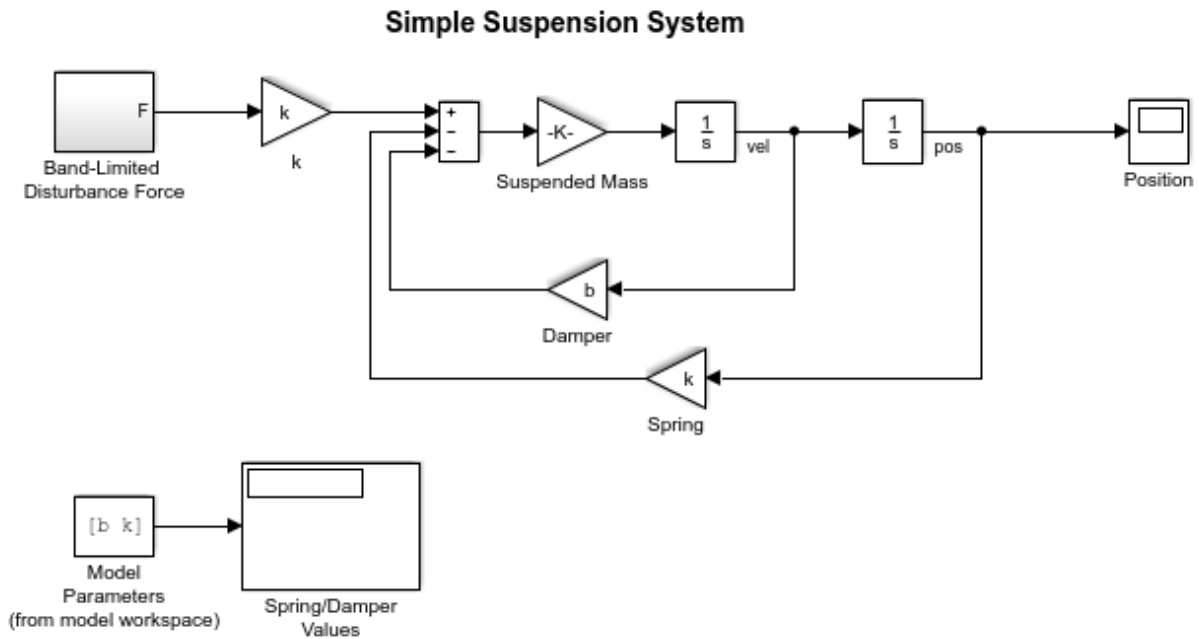 Simple Suspension System
F
Band-Limited
Disturbance Force
k
k
+
−
−
-K-
Suspended Mass
1
s
vel
1
s
pos
Position
b
Damper
k
Spring
[b k]
Model
Parameters
(from model workspace)
Spring/Damper
Values